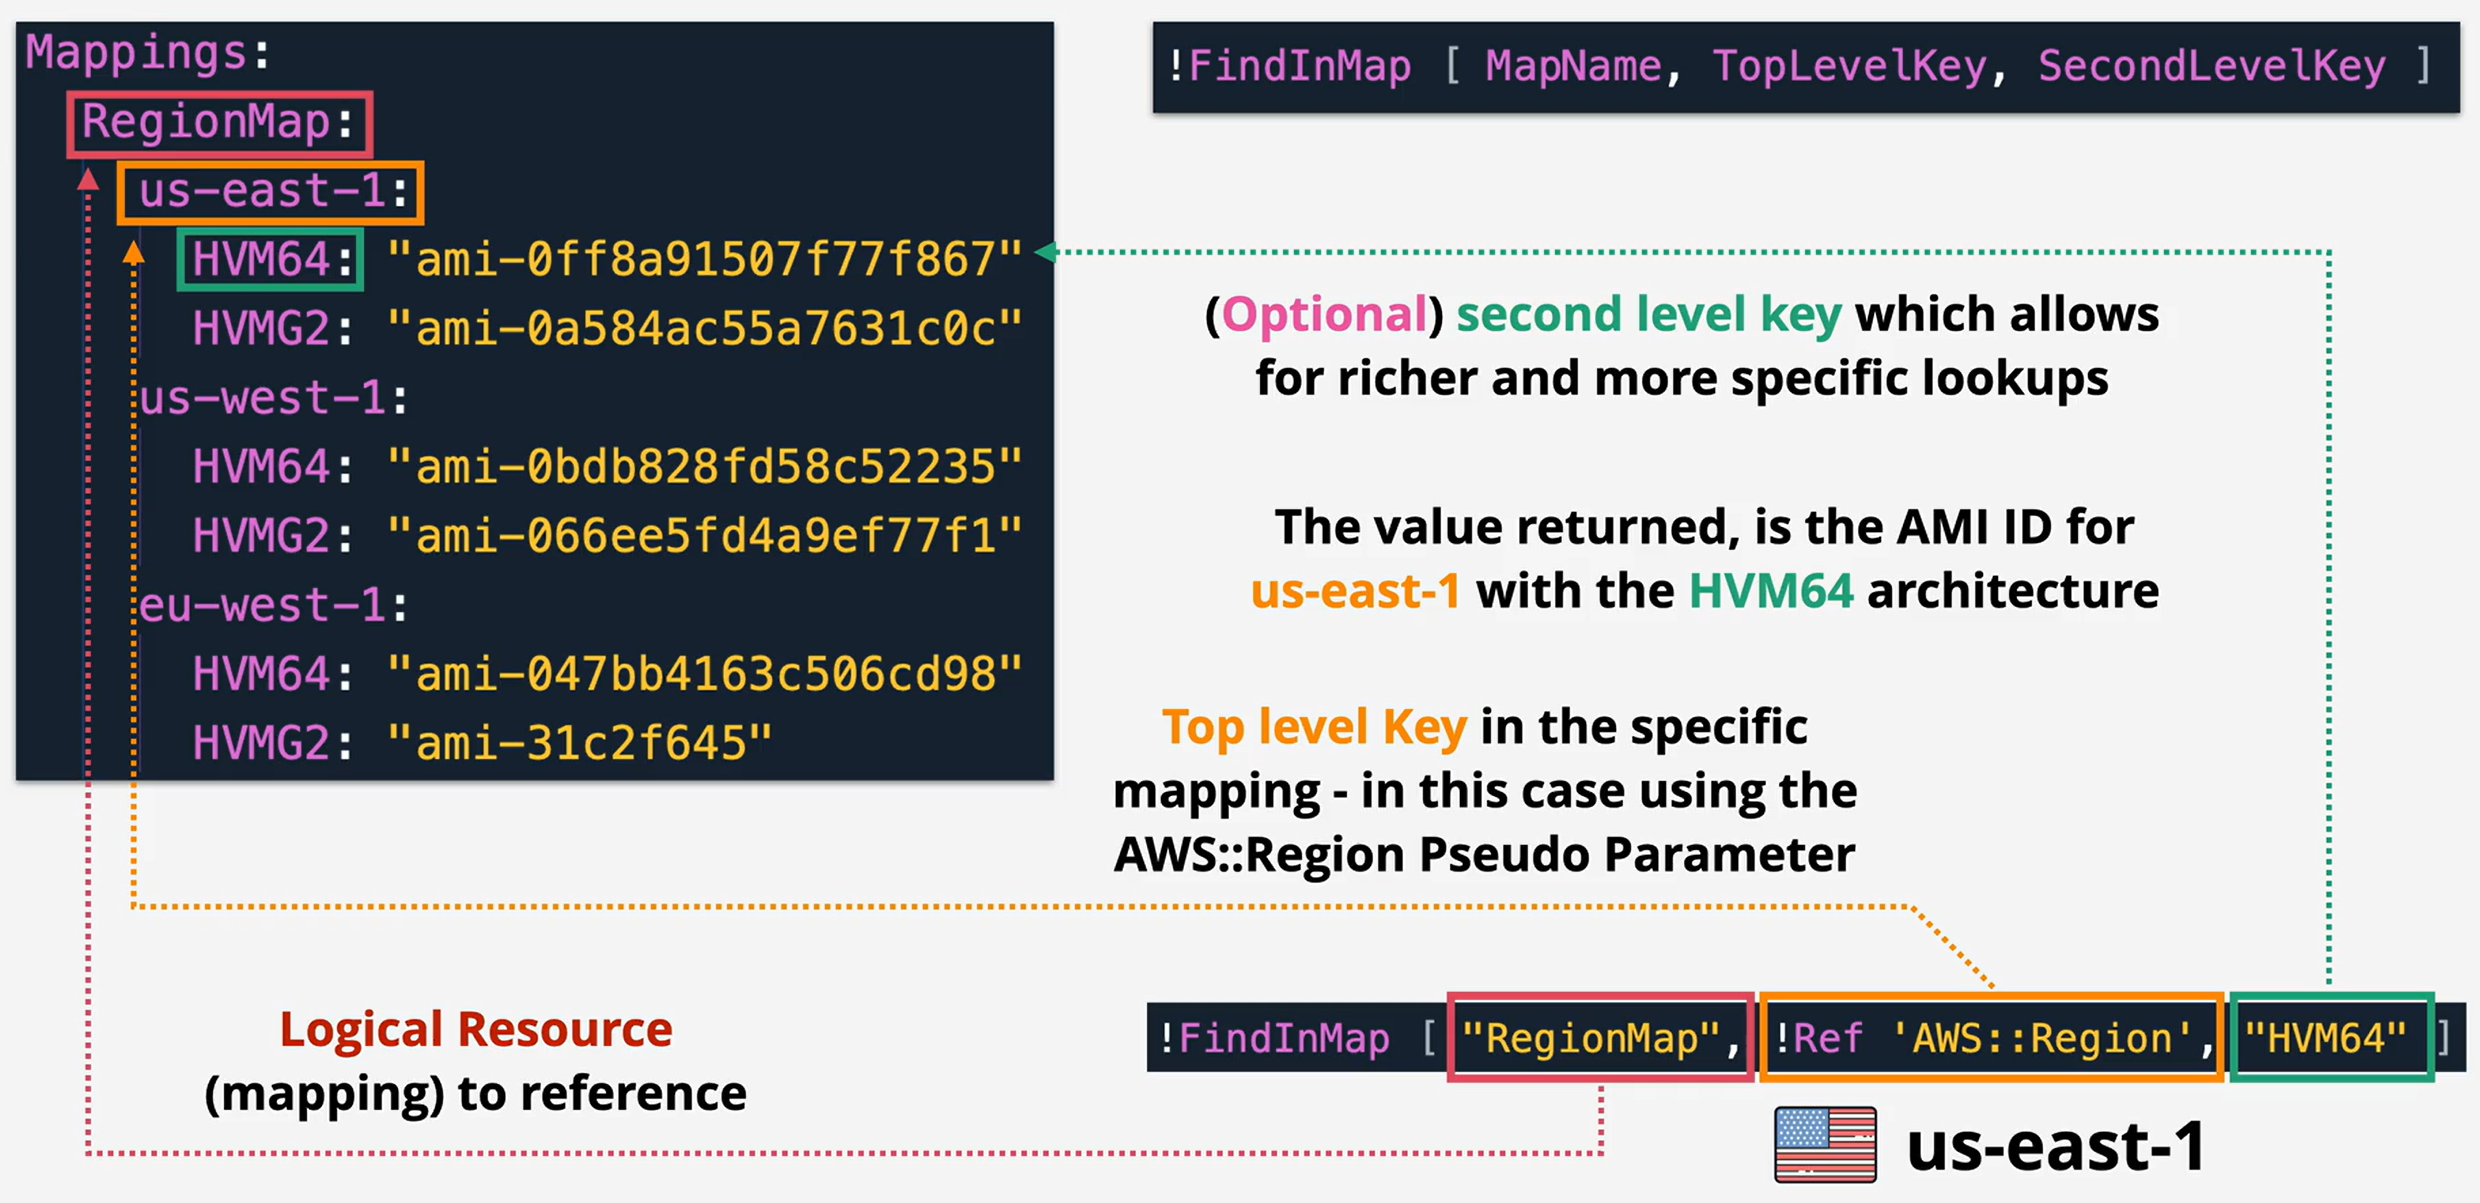 Mappings:
RegionMap:
us-east-1:
HVM64: "ami-0ff8a91507f77f867"
HVMG2: "ami-0a584ac55a7631c0c"
us-west-1:
HVM64: "ami-0bdb828fd58c52235"
HVMG2: "ami-066ee5fd4a9ef77f1"
eu-west-1:
HVM64: "ami-047bb4163c506cd98"
HVMG2: "ami-31c2f645"
!FindInMap [ MapName, TopLevelKey, SecondLevelKey ]
(Optional) second level key which allows
for richer and more specific lookups
The value returned, is the AMI ID for
us-east-1 with the HVM64 architecture
Top level Key in the specific
mapping - in this case using the
AWS::Region Pseudo Parameter
Logical Resource
(mapping) to reference
!FindInMap [ "RegionMap", !Ref 'AWS::Region', "HVM64" ]
us-east-1